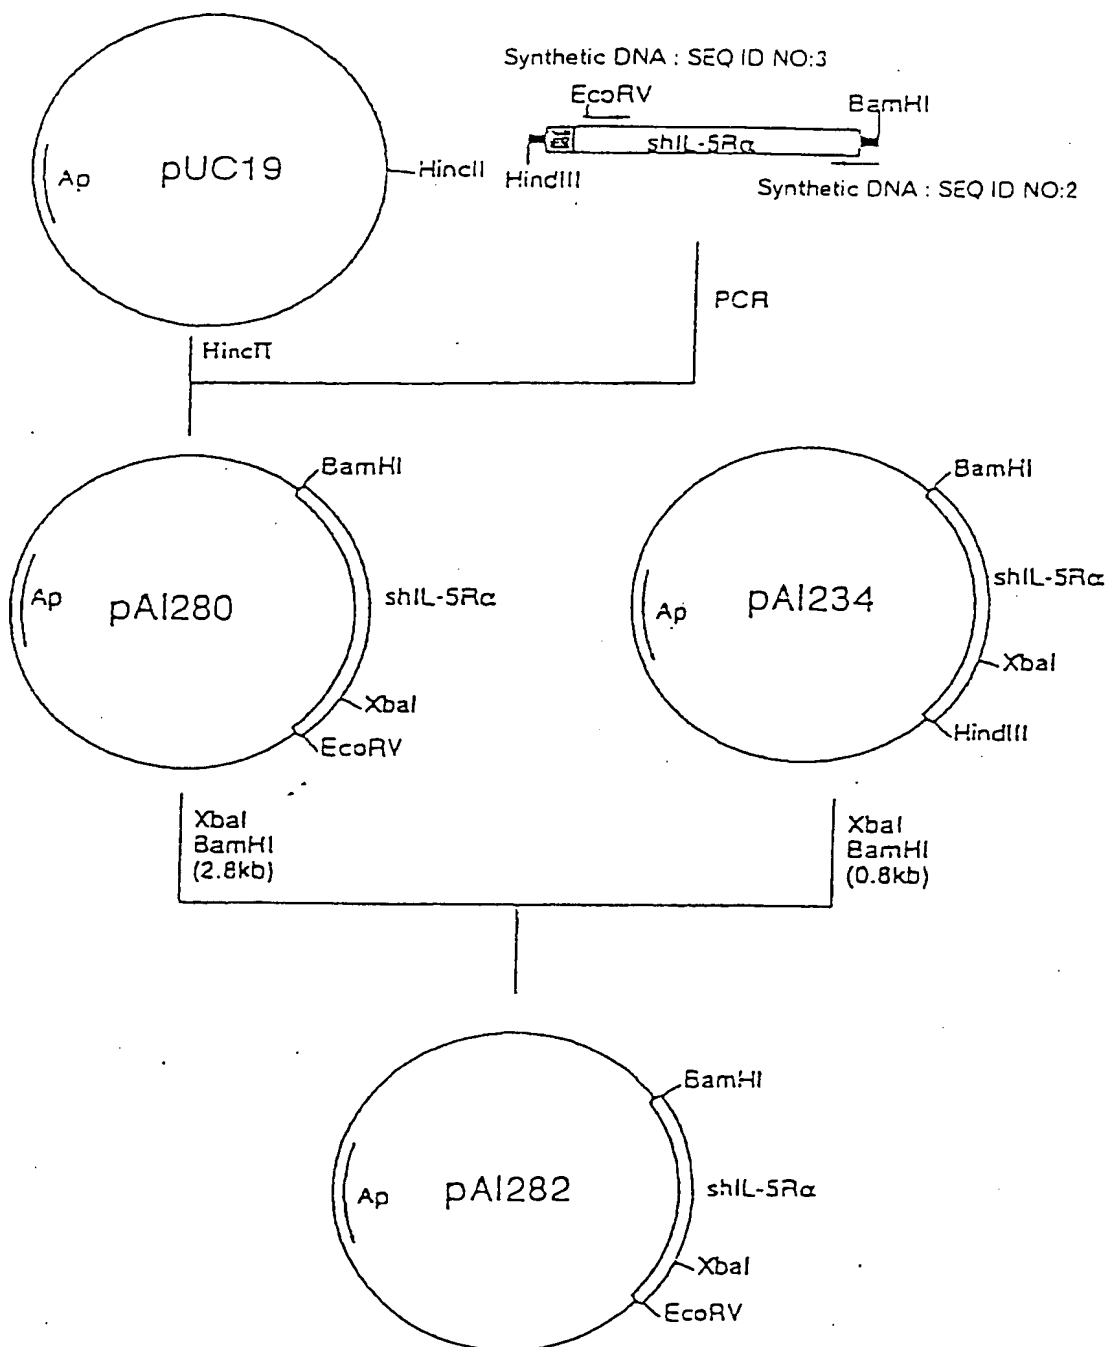 Synthetic DNA : SEQ ID NO:3
EcoRV
BamHI
Ap
pUC19
HincII
shIL-5Rα
HindIII
Synthetic DNA : SEQ ID NO:2
PCR
HincII
BamHI
Ap
pAI280
shIL-5Rα
XbaI
EcoRV
BamHI
Ap
pAI234
shIL-5Rα
XbaI
HindIII
XbaI
BamHI
(2.8kb)
XbaI
BamHI
(0.8kb)
BamHI
Ap
pAI282
shIL-5Rα
XbaI
EcoRV